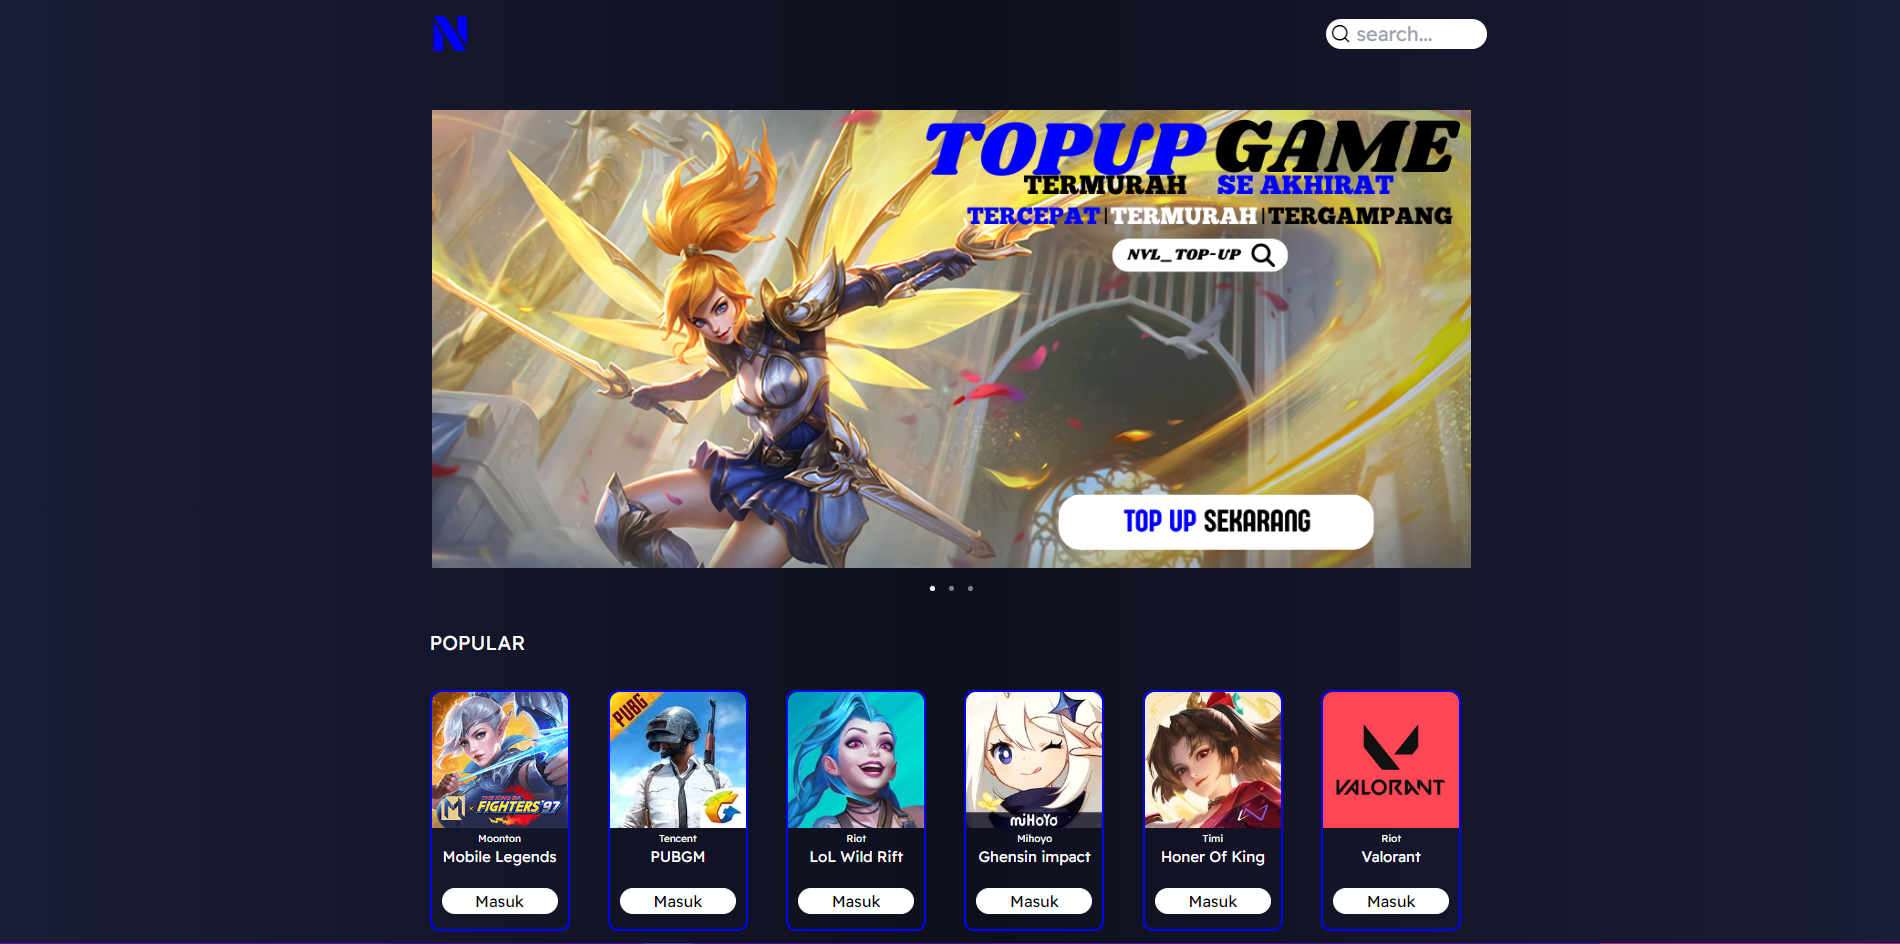 N
search...
TOPUP GAME
TERMURAH SE AKHIRAT
TERCEPAT|TERMURAH|TERGAMPANG
NVL_TOP-UP
TOP UP SEKARANG
POPULAR
M x THE KING OF FIGHTERS'97
PUBG
miHoYo
VALORANT
Moonton
Tencent
Riot
Mihoyo
Timi
Riot
Mobile Legends
PUBGM
LoL Wild Rift
Ghensin impact
Honer Of King
Valorant
Masuk
Masuk
Masuk
Masuk
Masuk
Masuk